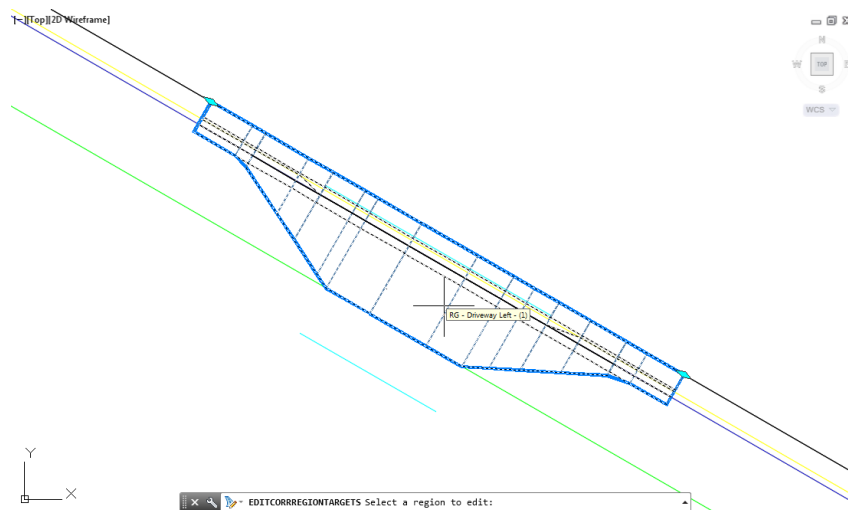 [−][Top][2D Wireframe]
N
W
TOP
S
WCS
RG - Driveway Left - (1)
Y
X
EDITCORRREGIONTARGETS Select a region to edit: